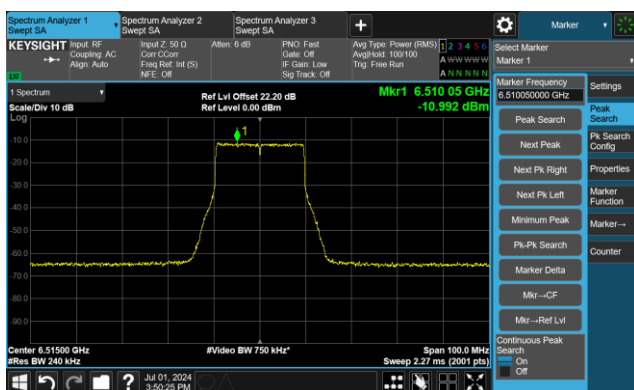 Spectrum Analyzer 1
Swept SA
Spectrum Analyzer 2
Swept SA
Spectrum Analyzer 3
Swept SA
+
Marker
KEYSIGHT
Input: RF
Coupling: AC
Align: Auto
Input Z: 50 Ω
Corr CCorr
Freq Ref: Int (S)
NFE: Off
Atten: 6 dB
PNO: Fast
Gate: Off
IF Gain: Low
Sig Track: Off
Avg Type: Power (RMS)
Avg|Hold: 100/100
Trig: Free Run
1 2 3 4 5 6
A W W W W W
A N N N N N
Select Marker
Marker 1
1 Spectrum
Scale/Div 10 dB
Log
Ref Lvl Offset 22.20 dB
Ref Level 0.00 dBm
Mkr1 6.510 05 GHz
-10.992 dBm
1
-10.0
-20.0
-30.0
-40.0
-50.0
-60.0
-70.0
-80.0
-90.0
Center 6.51500 GHz
#Res BW 240 kHz
#Video BW 750 kHz*
Span 100.0 MHz
Sweep 2.27 ms (2001 pts)
Marker Frequency
6.510050000 GHz
Peak Search
Next Peak
Next Pk Right
Next Pk Left
Minimum Peak
Pk-Pk Search
Marker Delta
Mkr→CF
Mkr→Ref Lvl
Continuous Peak
Search
On
Off
Settings
Peak
Search
Pk Search
Config
Properties
Marker
Function
Marker→
Counter
?
Jul 01, 2024
3:50:25 PM